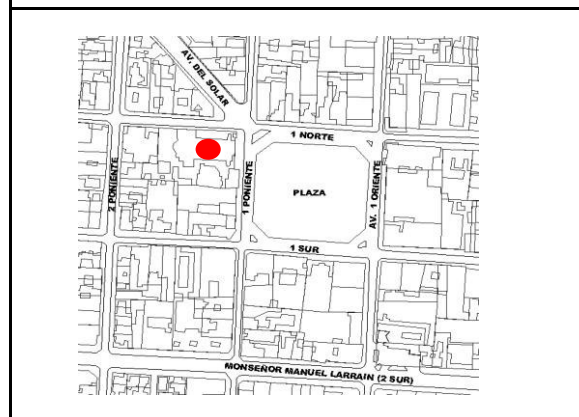 AV. DEL SOLAR
1 NORTE
2 PONIENTE
1 PONIENTE
PLAZA
AV. 1 ORIENTE
1 SUR
MONSEÑOR MANUEL LARRAIN (2 SUR)